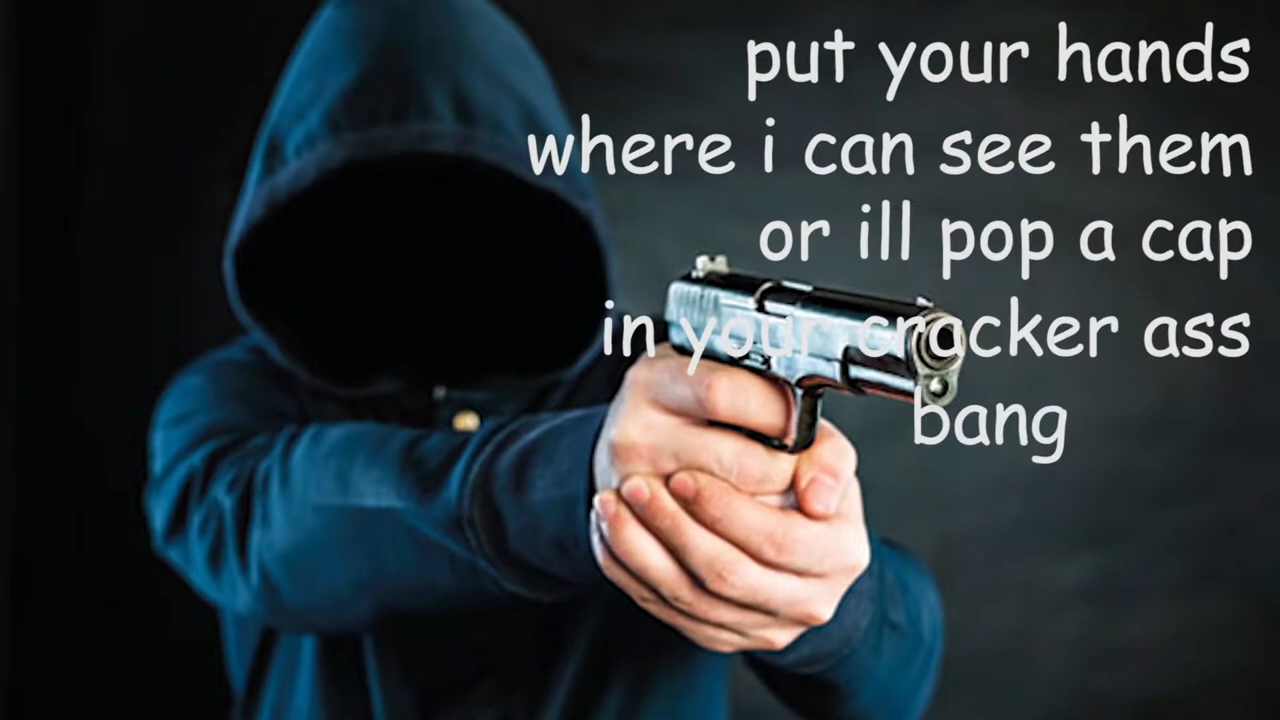 put your hands
where i can see them
or ill pop a cap
in your cracker ass
bang